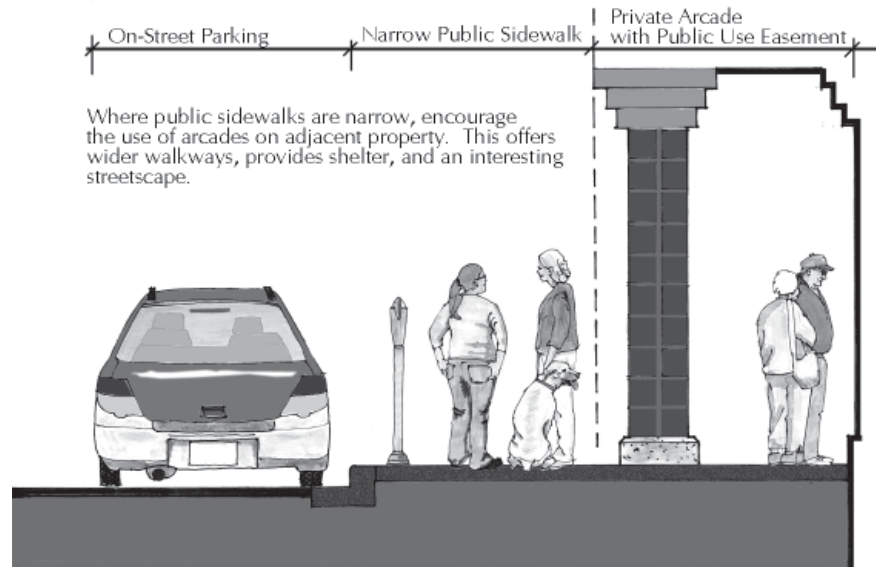 On-Street Parking
Narrow Public Sidewalk
Private Arcade
with Public Use Easement
Where public sidewalks are narrow, encourage
the use of arcades on adjacent property.  This offers
wider walkways, provides shelter, and an interesting
streetscape.